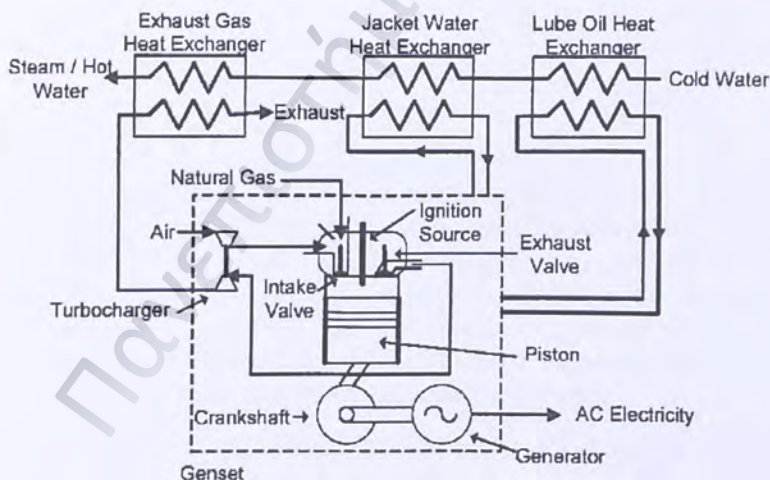 Exhaust Gas
Heat Exchanger
Jacket Water
Heat Exchanger
Lube Oil Heat
Exchanger
Steam / Hot
Water
Cold Water
Exhaust
Natural Gas
Ignition
Source
Air
Exhaust
Valve
Intake
Valve
Turbocharger
Piston
Crankshaft
AC Electricity
Generator
Genset